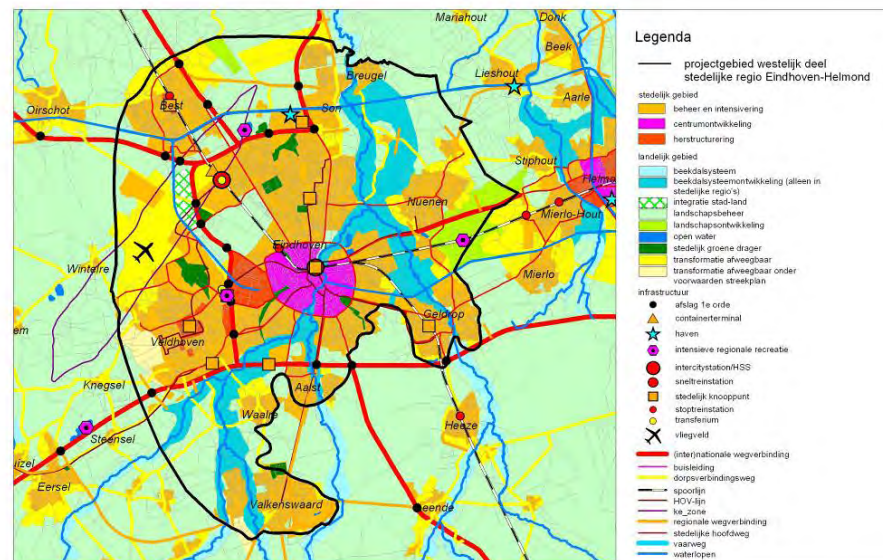 Mariahout
Donk
Beek
Breugel
Lieshout
Aarle
Oirschot
Best
Son
Stiphout
Helm
Nuenen
Mierlo-Hout
Eindhoven
Wintelre
Mierlo
Geldrop
Veldhoven
Knegsel
Aalst
Waalre
Heeze
Steensel
Eersel
Valkenswaard
Leende
Legenda
projectgebied westelijk deel
stedelijke regio Eindhoven-Helmond
stedelijk gebied
beheer en intensivering
centrumontwikkeling
herstructurering
landelijk gebied
beekdalsysteem
beekdalsysteemontwikkeling (alleen in
stedelijke regio's)
integratie stad-land
landschapsbeheer
landschapsontwikkeling
open water
stedelijk groene drager
transformatie afweegbaar
transformatie afweegbaar onder
voorwaarden streekplan
infrastructuur
afslag 1e orde
containerterminal
haven
intensieve regionale recreatie
intercitystation/HSS
sneltreinstation
stedelijk knooppunt
stoptreinstation
transferium
vliegveld
(inter)nationale wegverbinding
buisleiding
dorpsverbindingsweg
spoorlijn
HOV-lijn
ke_zone
regionale wegverbinding
stedelijke hoofdweg
vaarweg
waterlopen